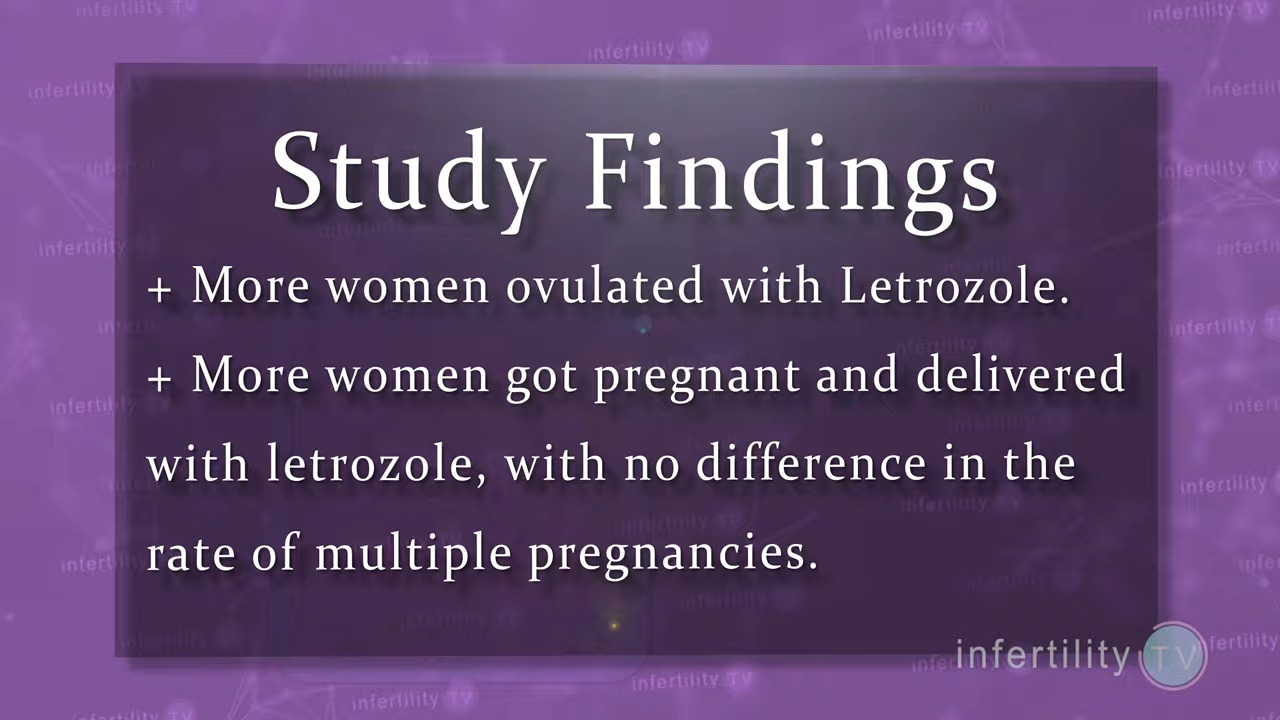 Study Findings
+ More women ovulated with Letrozole.
+ More women got pregnant and delivered
with letrozole, with no difference in the
rate of multiple pregnancies.
infertility TV